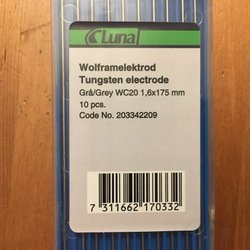 Luna
Wolframelektrod
Tungsten electrode
Grå/Grey WC20 1,6x175 mm
10 pcs.
Code No. 203342209
7 311662 170332